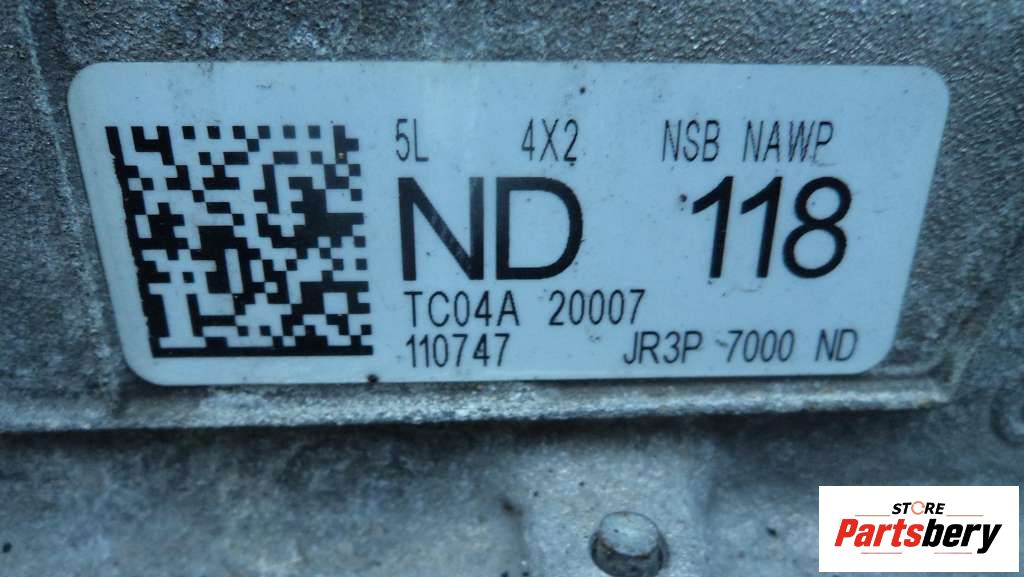 5L 4X2 NSB NAWP
ND 118
TC04A 20007
110747 JR3P 7000 ND
STORE
Partsbery